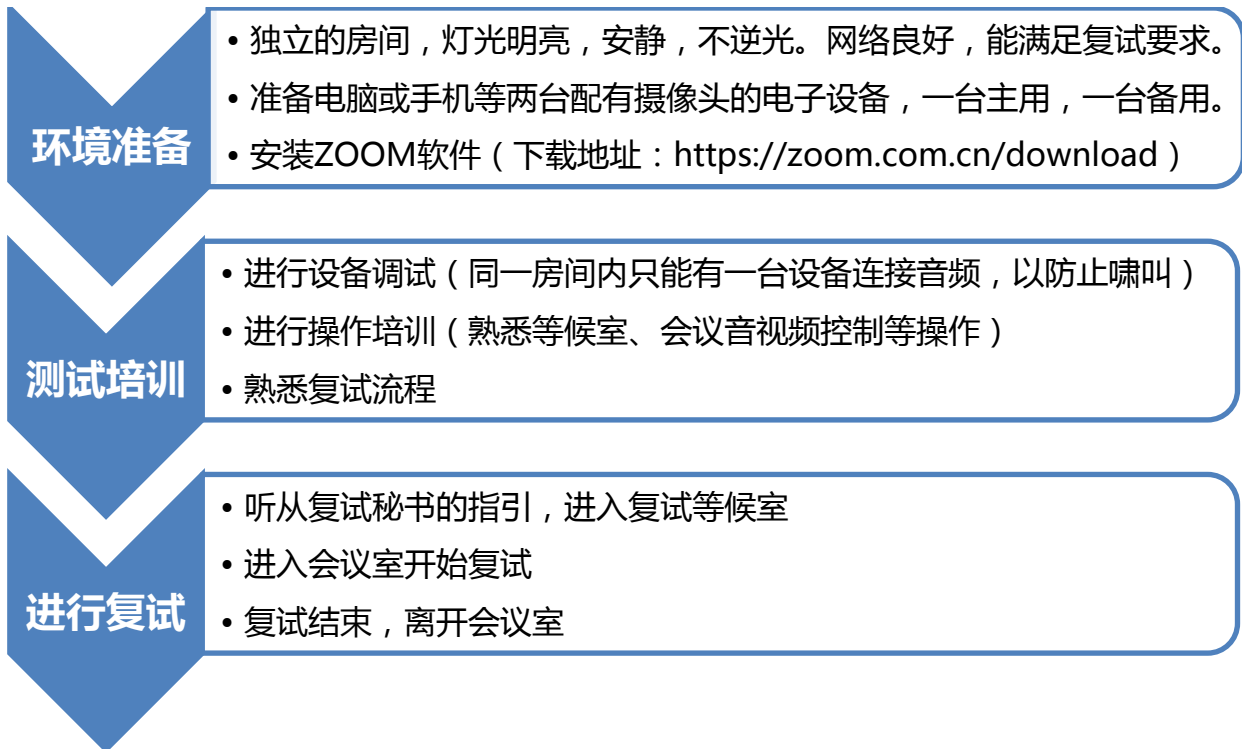 环境准备
• 独立的房间，灯光明亮，安静，不逆光。网络良好，能满足复试要求。
• 准备电脑或手机等两台配有摄像头的电子设备，一台主用，一台备用。
• 安装ZOOM软件（下载地址：https://zoom.com.cn/download）
测试培训
• 进行设备调试（同一房间内只能有一台设备连接音频，以防止啸叫）
• 进行操作培训（熟悉等候室、会议音视频控制等操作）
• 熟悉复试流程
进行复试
• 听从复试秘书的指引，进入复试等候室
• 进入会议室开始复试
• 复试结束，离开会议室